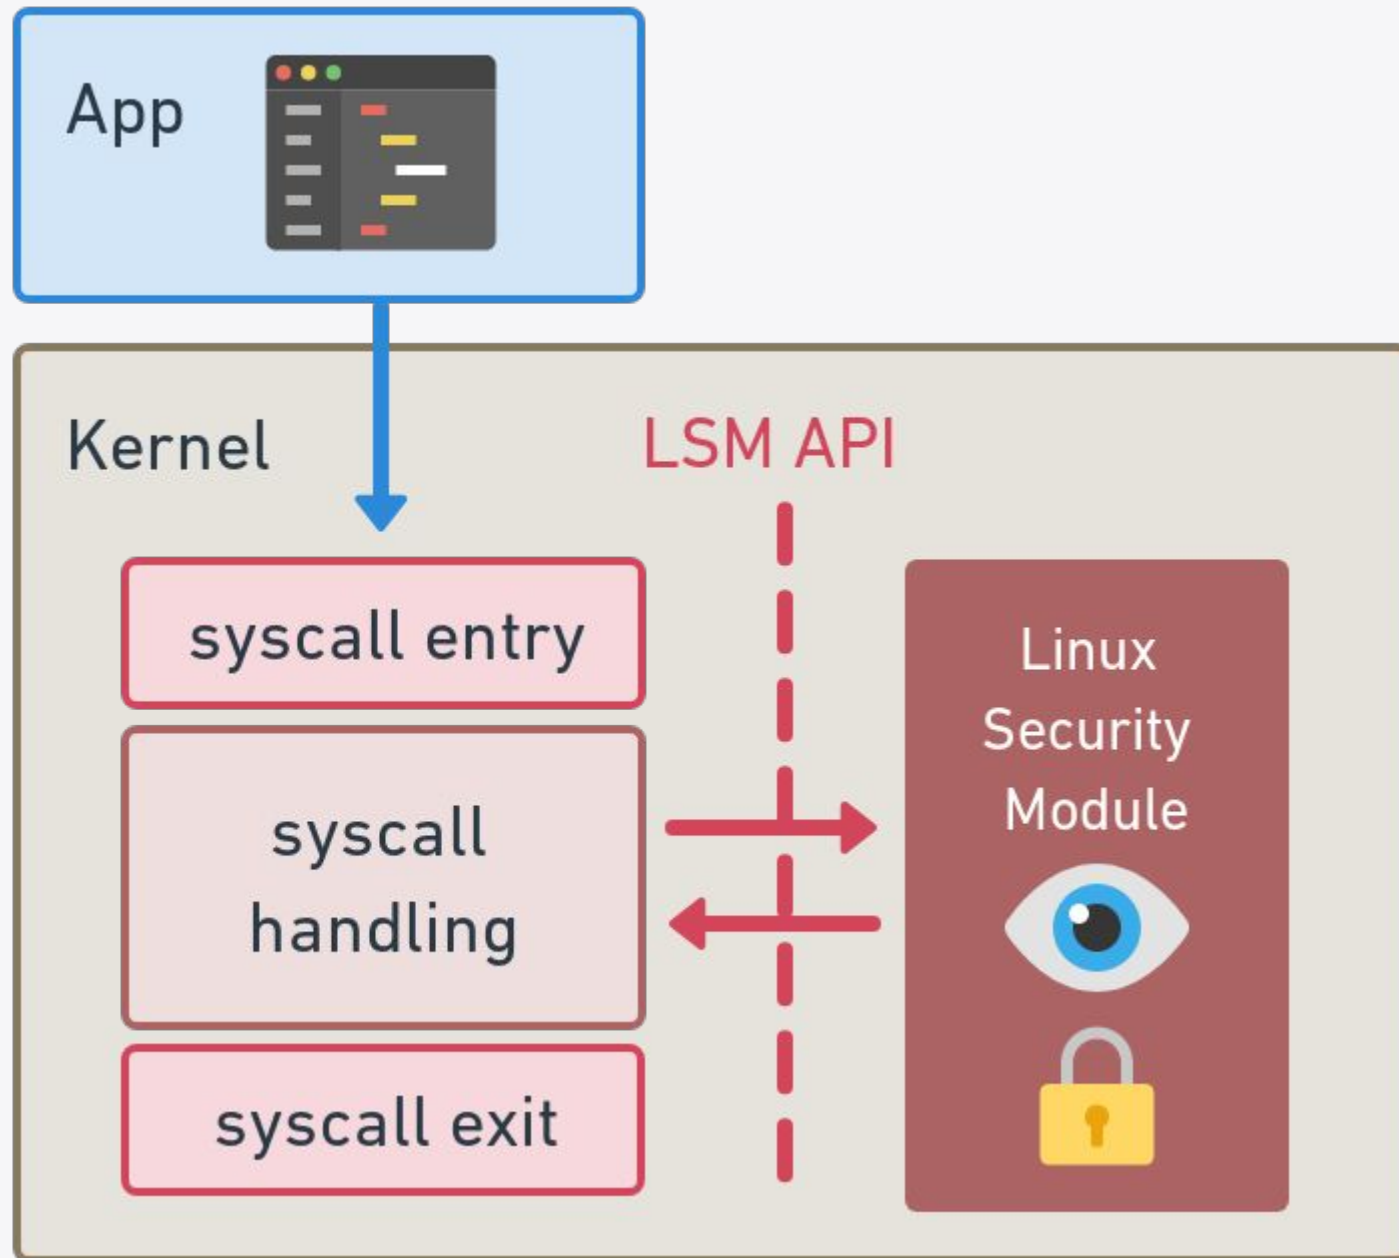 App
Kernel
LSM API
syscall entry
syscall
handling
syscall exit
Linux
Security
Module